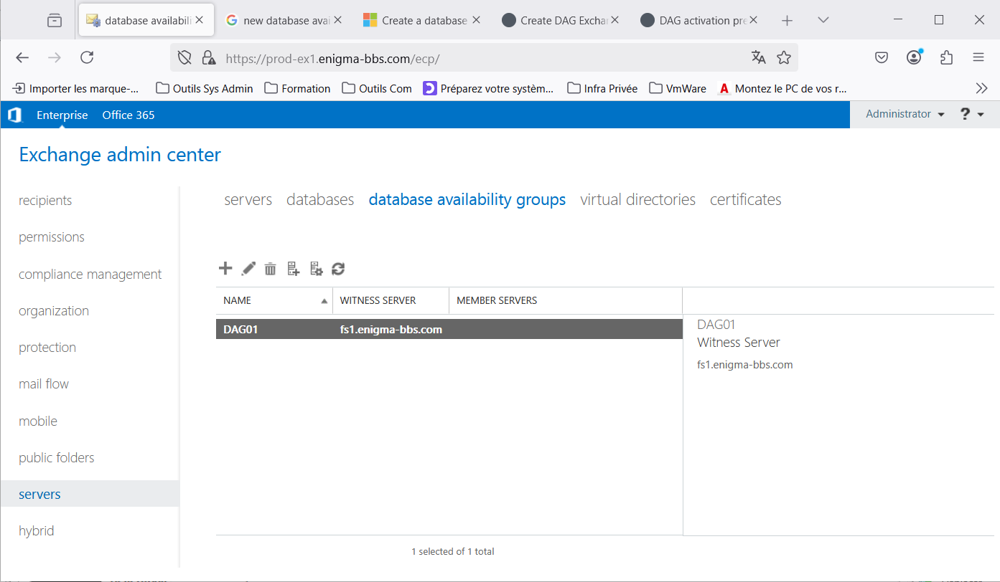 database availabili
new database avai
Create a database
Create DAG Exchar
DAG activation pre
https://prod-ex1.enigma-bbs.com/ecp/
Importer les marque-...
Outils Sys Admin
Formation
Outils Com
Préparez votre systèm...
Infra Privée
VmWare
Montez le PC de vos r...
Enterprise
Office 365
Administrator
?
Exchange admin center
recipients
permissions
compliance management
organization
protection
mail flow
mobile
public folders
servers
hybrid
servers
databases
database availability groups
virtual directories
certificates
NAME
WITNESS SERVER
MEMBER SERVERS
DAG01
fs1.enigma-bbs.com
DAG01
Witness Server
fs1.enigma-bbs.com
1 selected of 1 total